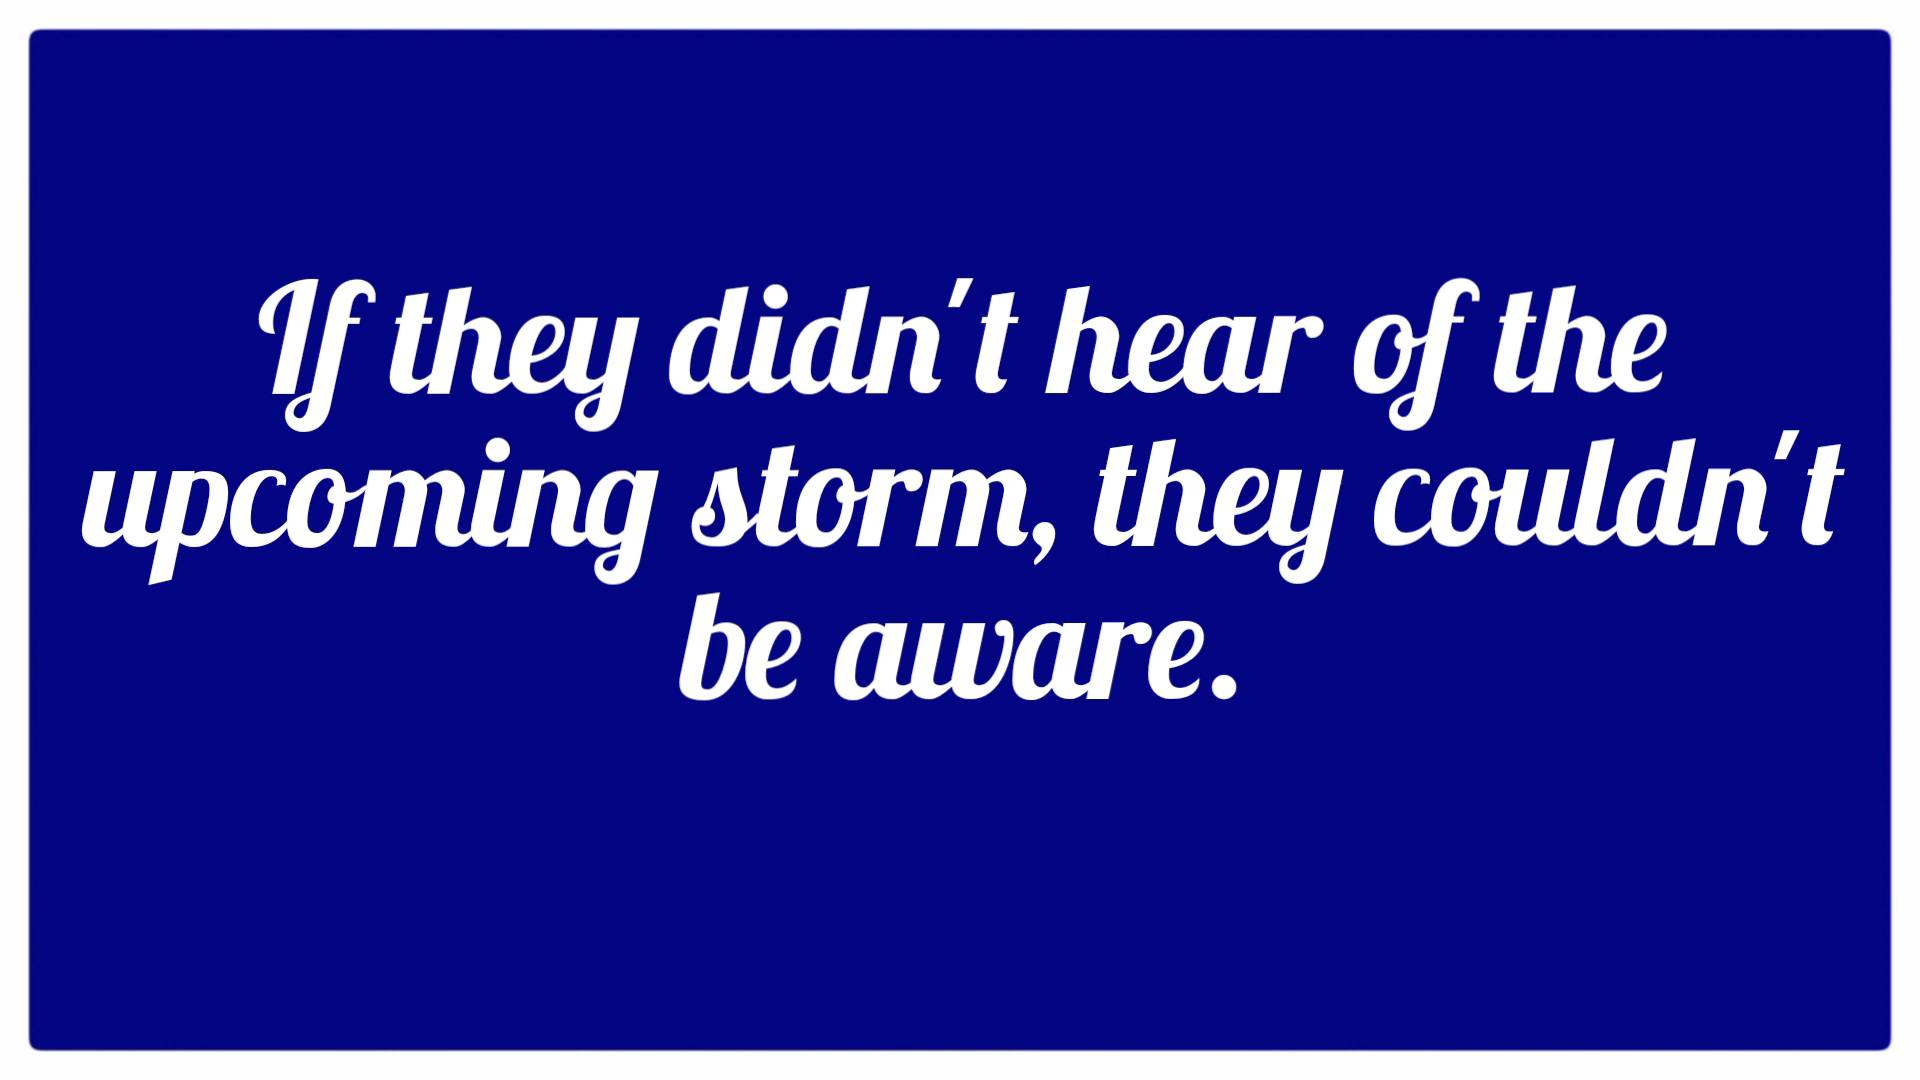 If they didn't hear of the
upcoming storm, they couldn't
be aware.